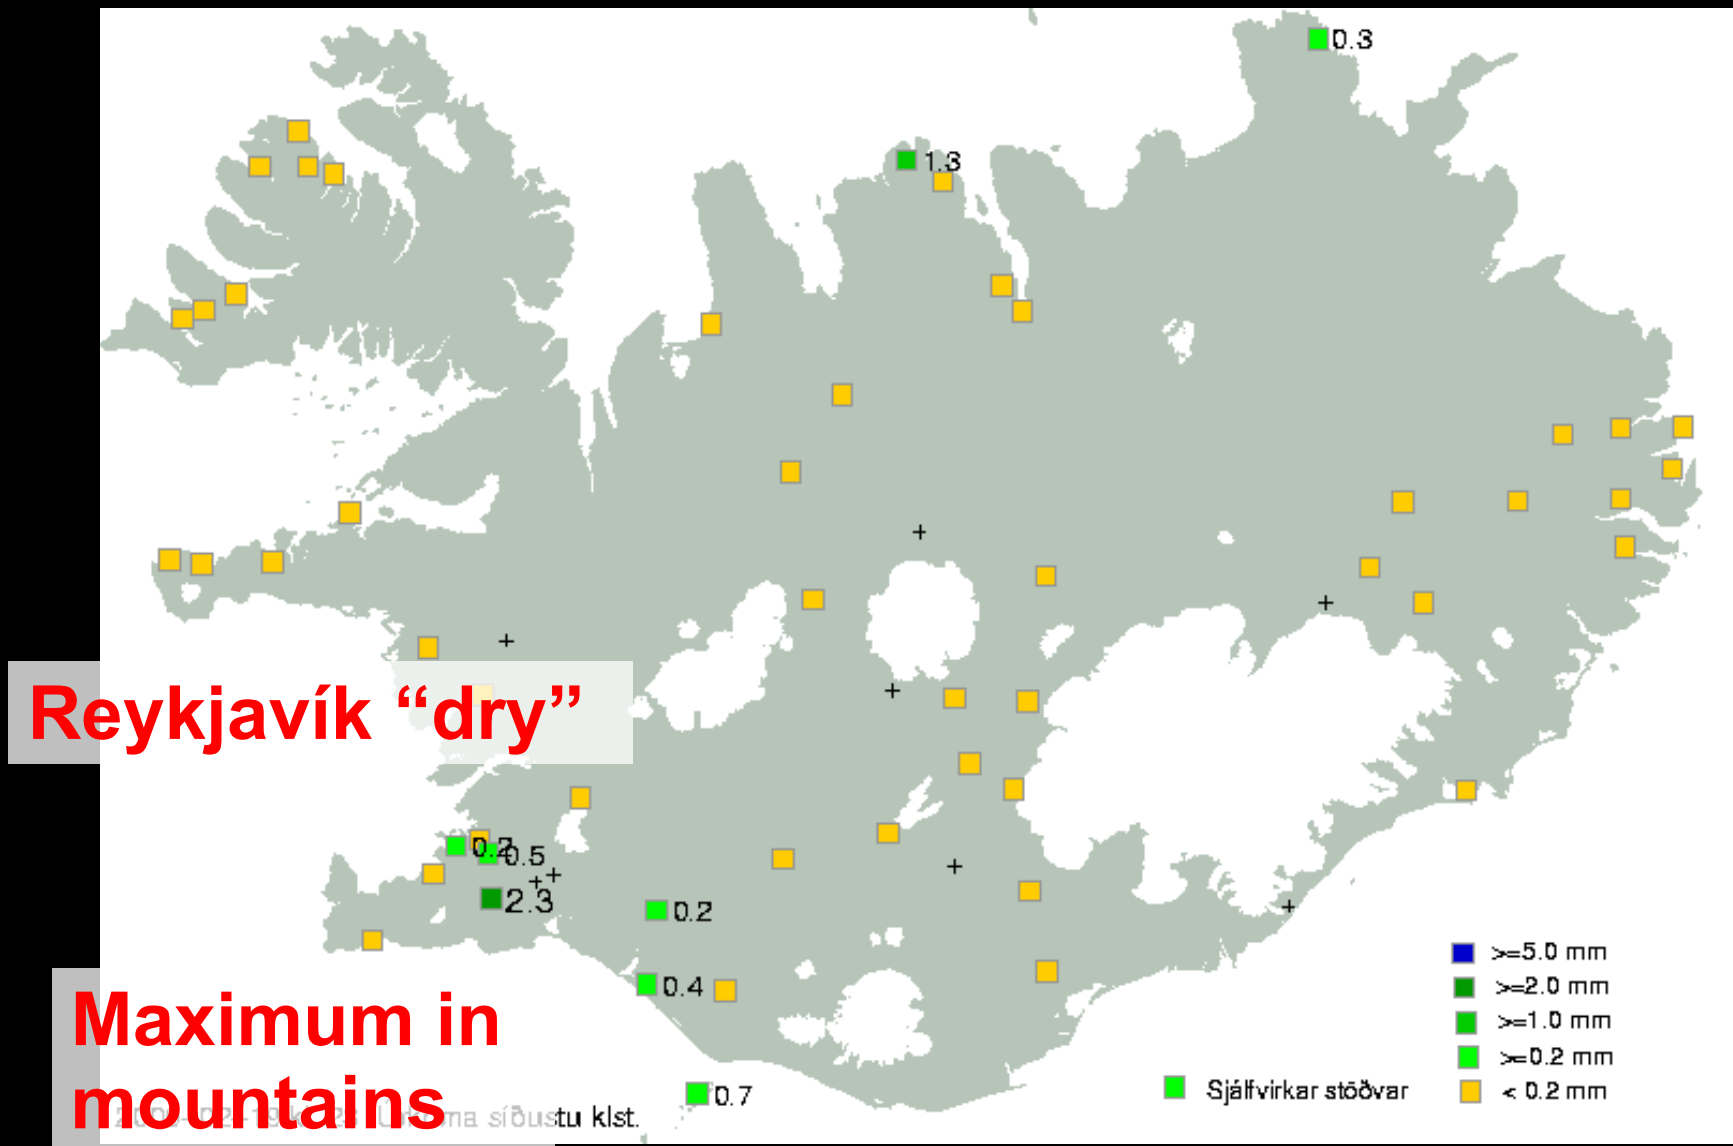 0.3
1.3
Reykjavík “dry”
0.2
0.5
2.3
0.2
0.4
Maximum in
mountains
0.7
síðustu klst.
>=5.0 mm
>=2.0 mm
>=1.0 mm
>=0.2 mm
< 0.2 mm
Sjálfvirkar stöðvar